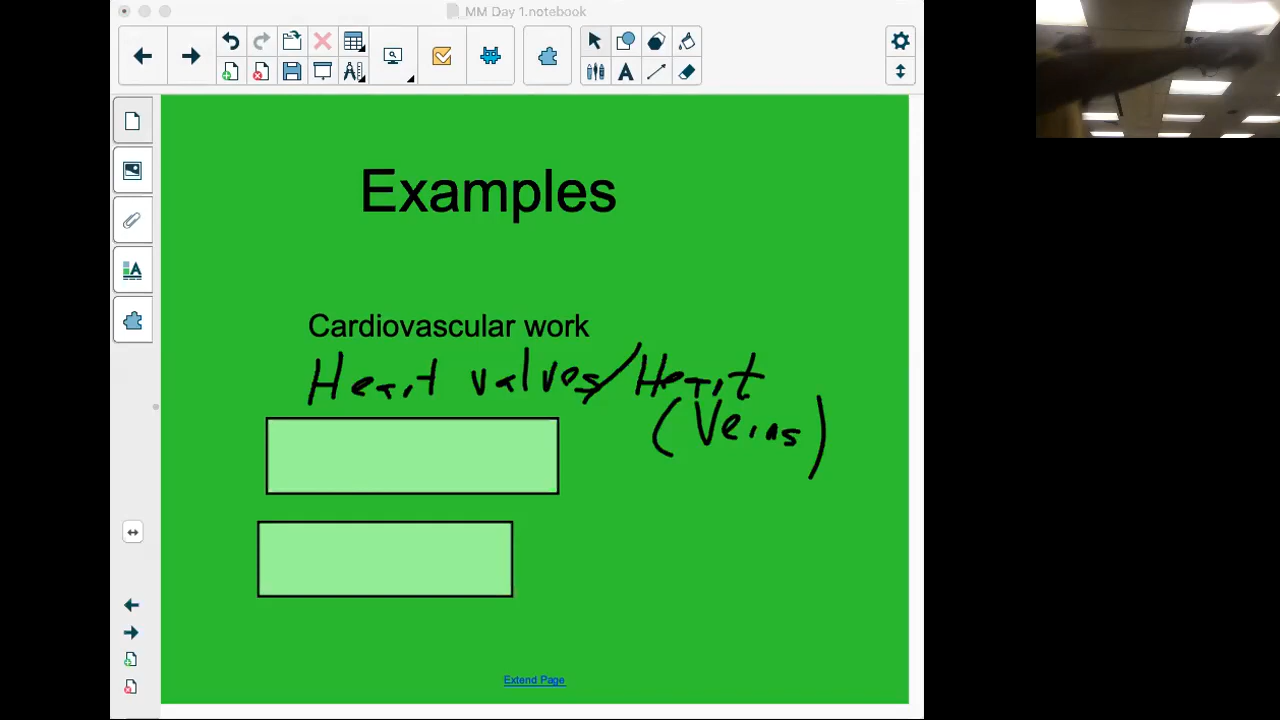 MM Day 1.notebook
Examples
Cardiovascular work
Heart valves/Heart
(Veins)
Extend Page